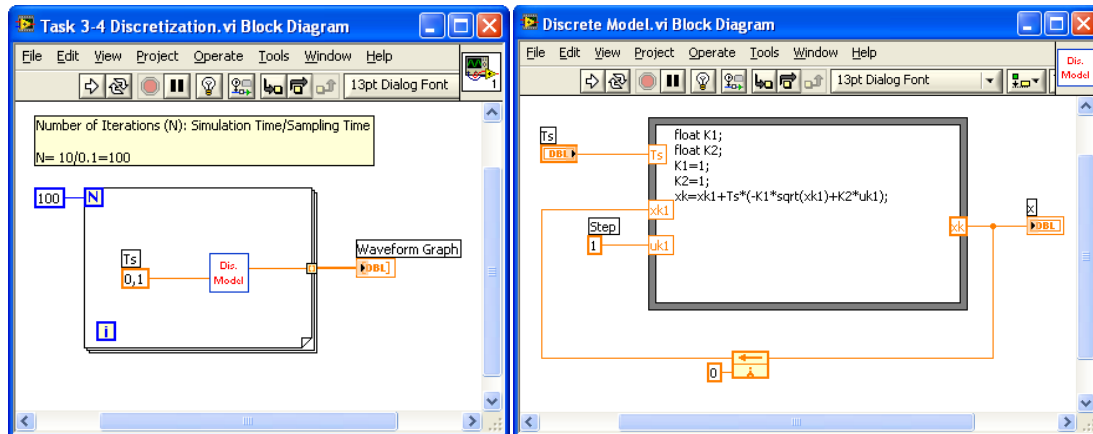 Task 3-4 Discretization.vi Block Diagram
File Edit View Project Operate Tools Window Help
13pt Dialog Font
1
Number of Iterations (N): Simulation Time/Sampling Time
N= 10/0.1=100
100
N
Ts
0,1
Dis.
Model
Waveform Graph
DBL
i
Discrete Model.vi Block Diagram
File Edit View Project Operate Tools Window Help
13pt Dialog Font
Dis.
Model
Ts
DBL
Ts
float K1;
float K2;
K1=1;
K2=1;
xk=xk1+Ts*(-K1*sqrt(xk1)+K2*uk1);
xk1
Step
1
uk1
xk
x
DBL
0